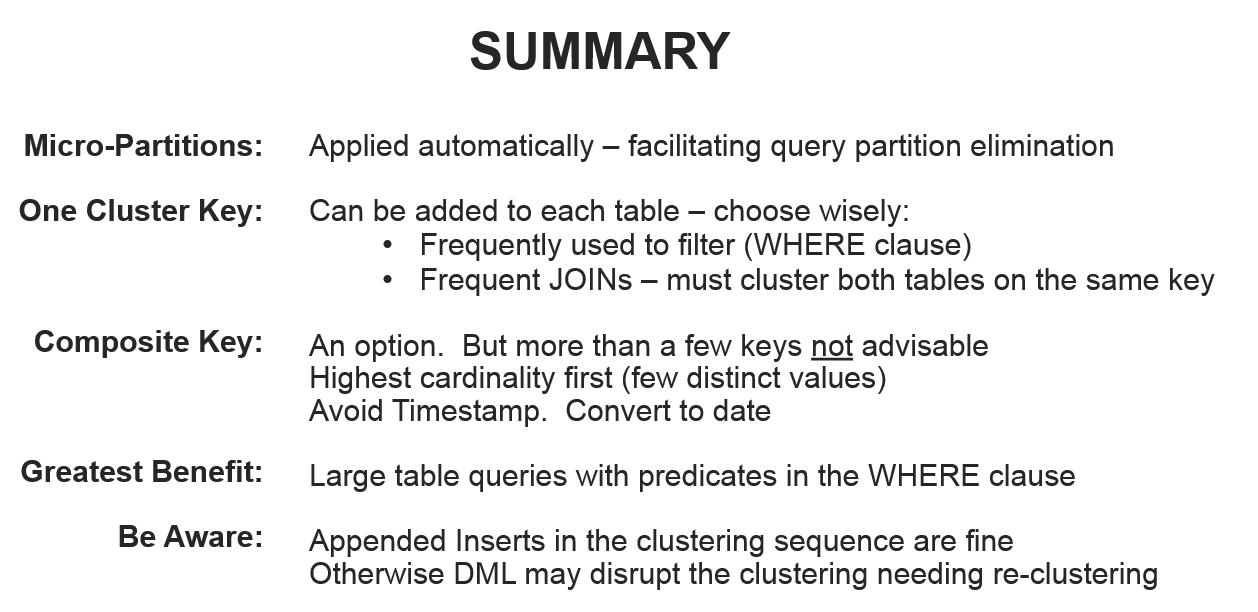 SUMMARY
Micro-Partitions: Applied automatically – facilitating query partition elimination
One Cluster Key: Can be added to each table – choose wisely:
• Frequently used to filter (WHERE clause)
• Frequent JOINs – must cluster both tables on the same key
Composite Key: An option. But more than a few keys not advisable
Highest cardinality first (few distinct values)
Avoid Timestamp. Convert to date
Greatest Benefit: Large table queries with predicates in the WHERE clause
Be Aware: Appended Inserts in the clustering sequence are fine
Otherwise DML may disrupt the clustering needing re-clustering